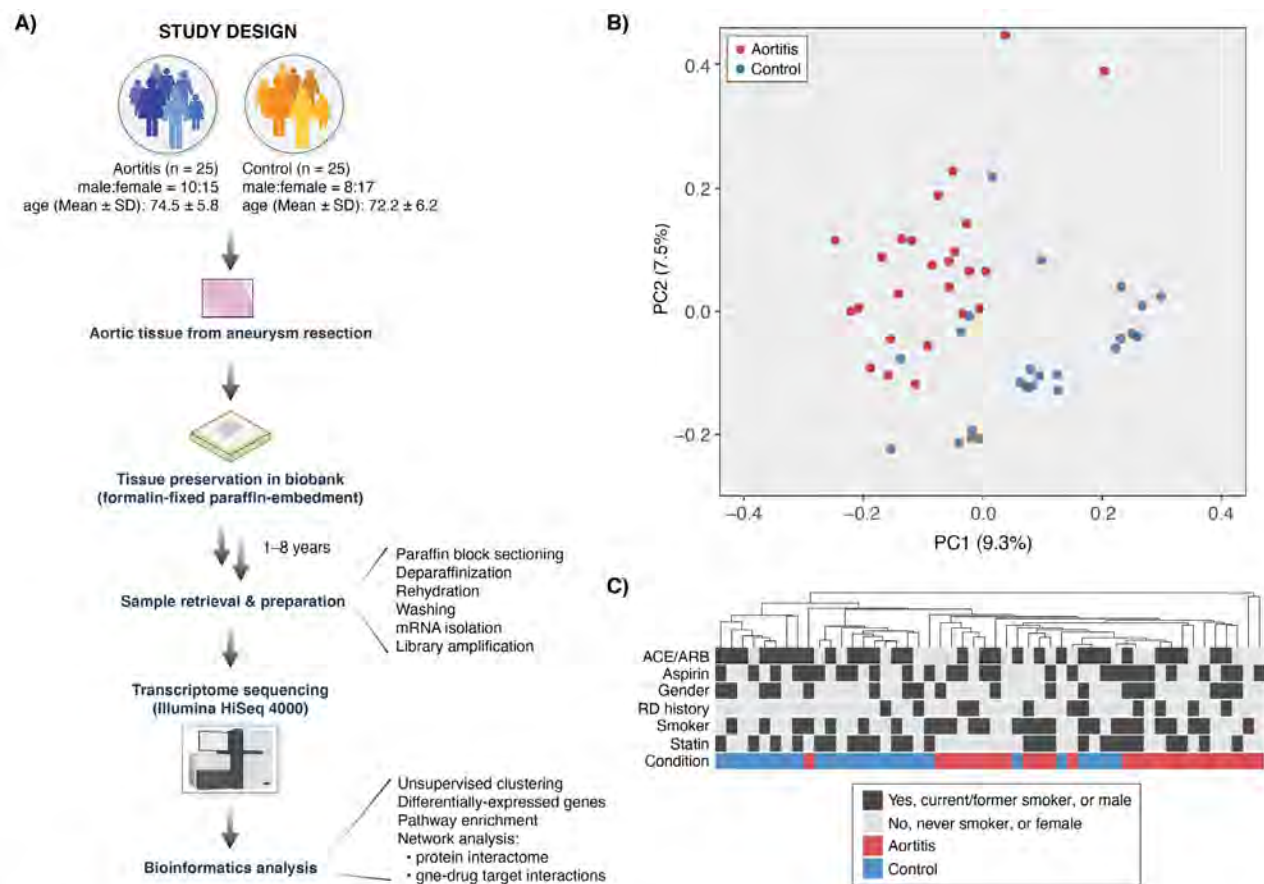 A)
STUDY DESIGN
Aortitis (n = 25)
male:female = 10:15
age (Mean ± SD): 74.5 ± 5.8
Control (n = 25)
male:female = 8:17
age (Mean ± SD): 72.2 ± 6.2
Aortic tissue from aneurysm resection
Tissue preservation in biobank
(formalin-fixed paraffin-embedment)
1–8 years
Sample retrieval & preparation
Paraffin block sectioning
Deparaffinization
Rehydration
Washing
mRNA isolation
Library amplification
Transcriptome sequencing
(Illumina HiSeq 4000)
Bioinformatics analysis
Unsupervised clustering
Differentially-expressed genes
Pathway enrichment
Network analysis:
• protein interactome
• gne-drug target interactions
B)
Aortitis
Control
PC2 (7.5%)
0.4
0.2
0.0
−0.2
−0.4
−0.2
0.0
0.2
0.4
PC1 (9.3%)
C)
ACE/ARB
Aspirin
Gender
RD history
Smoker
Statin
Condition
Yes, current/former smoker, or male
No, never smoker, or female
Aortitis
Control